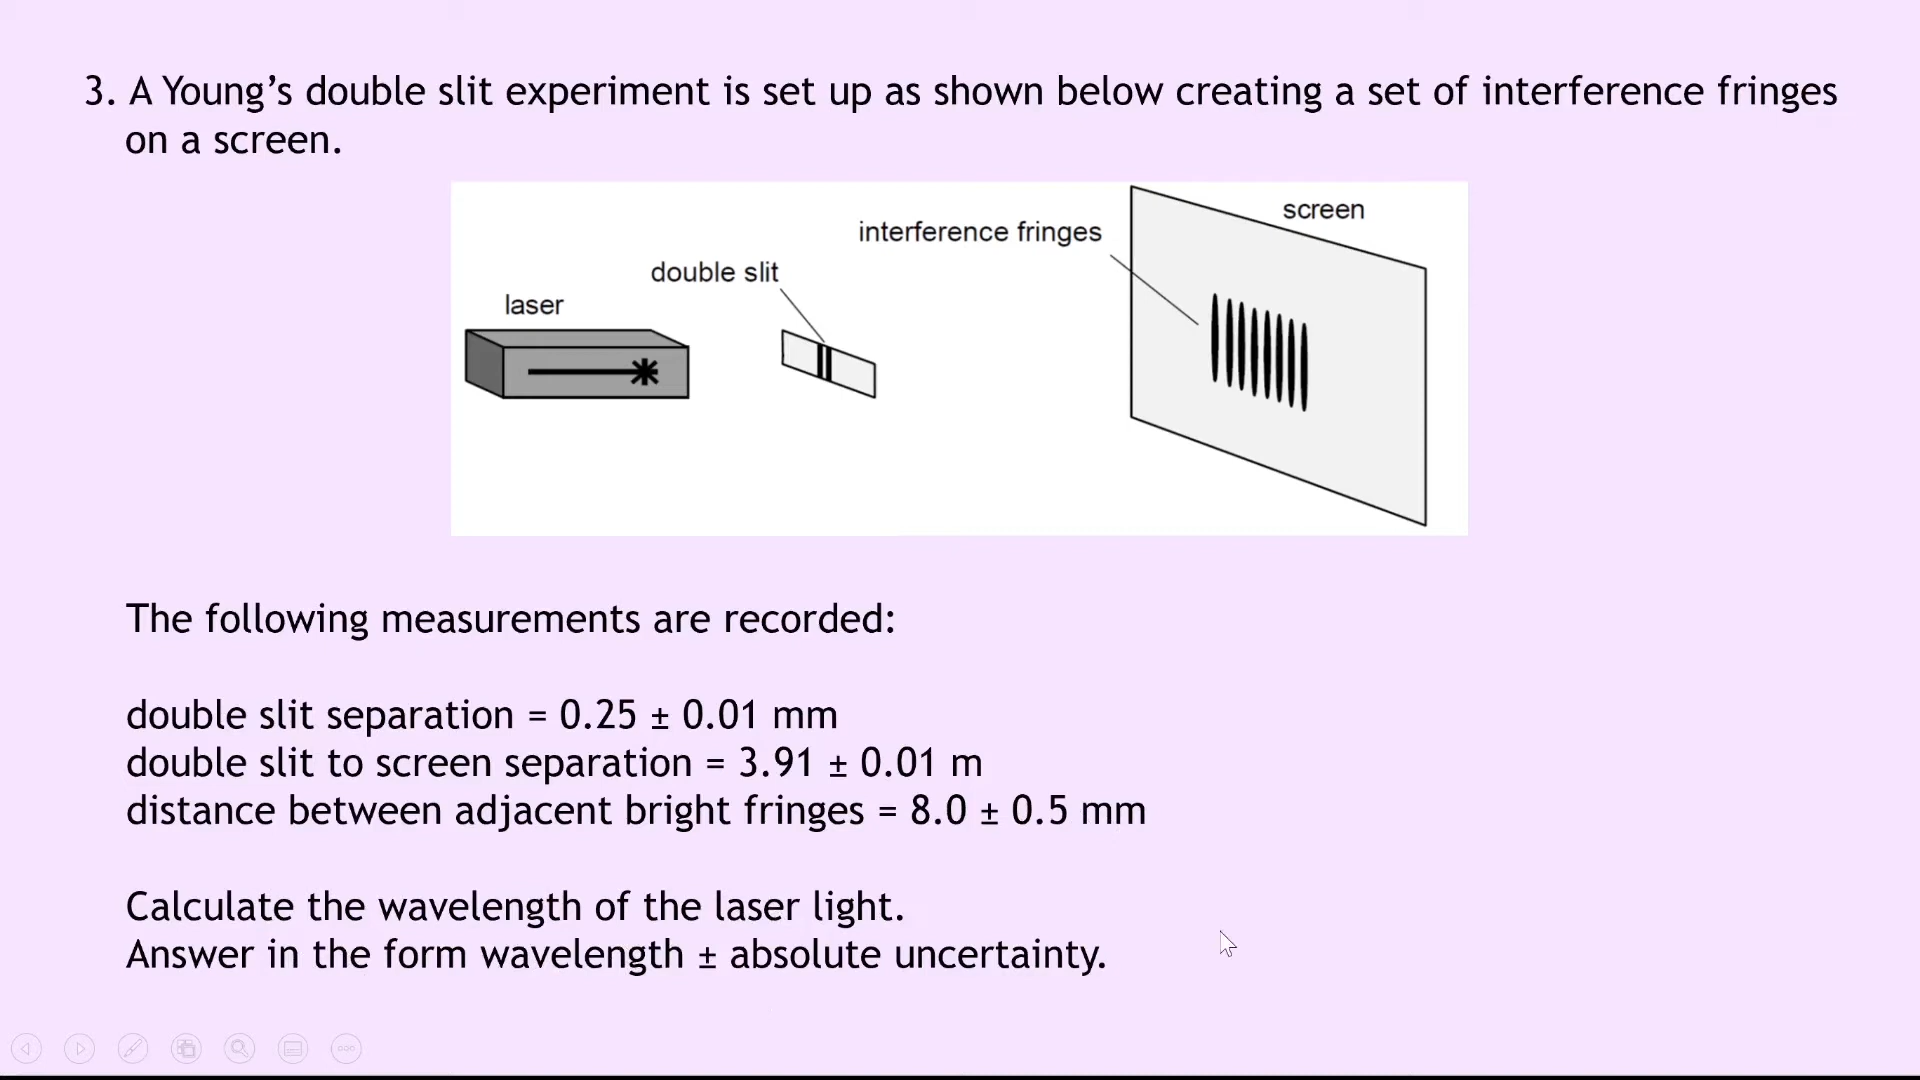 3. A Young’s double slit experiment is set up as shown below creating a set of interference fringes
on a screen.
screen
interference fringes
double slit
laser
The following measurements are recorded:
double slit separation = 0.25 ± 0.01 mm
double slit to screen separation = 3.91 ± 0.01 m
distance between adjacent bright fringes = 8.0 ± 0.5 mm
Calculate the wavelength of the laser light.
Answer in the form wavelength ± absolute uncertainty.